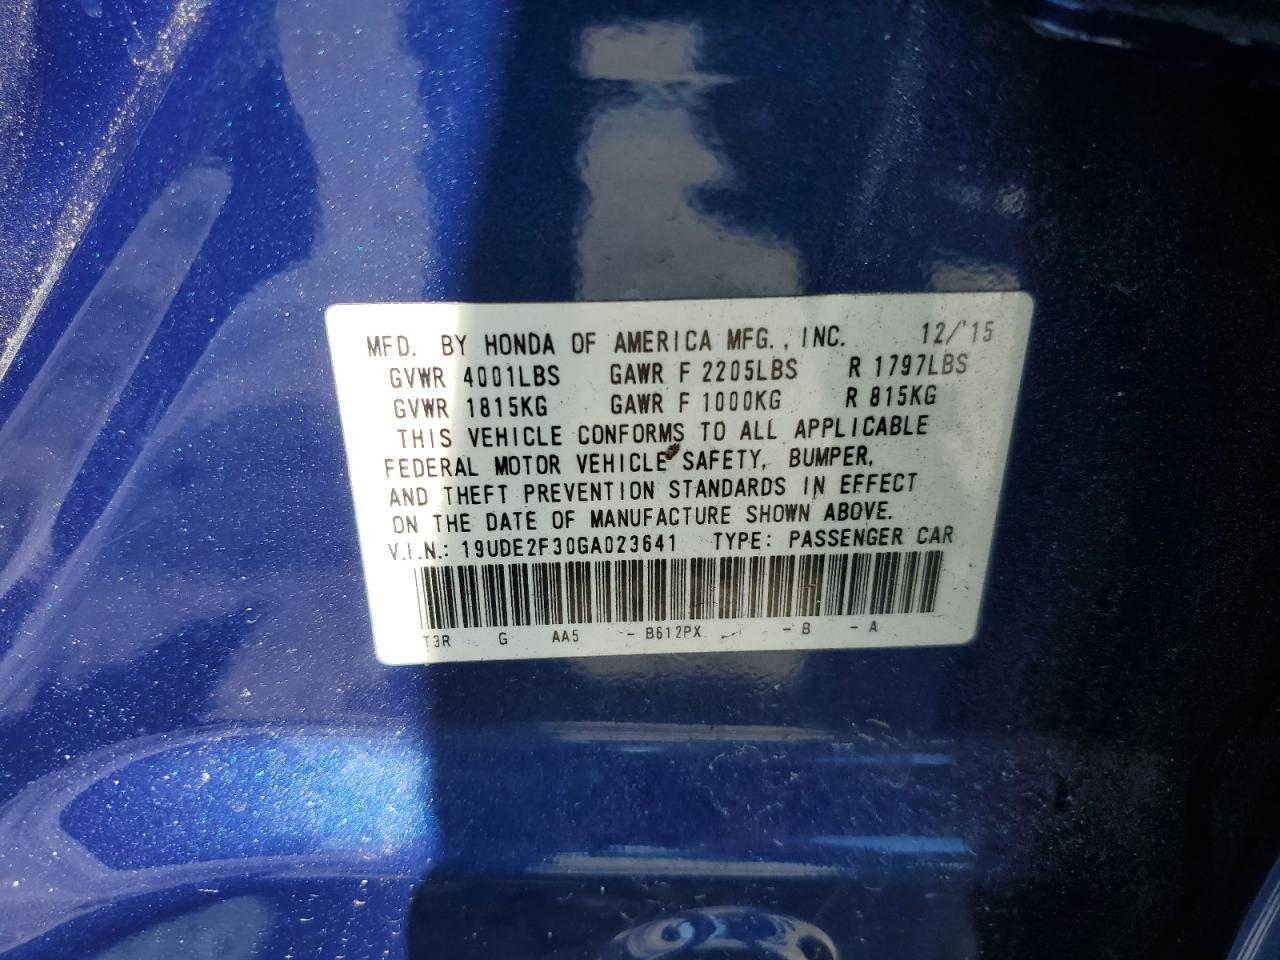 MFD. BY HONDA OF AMERICA MFG., INC. 12/'15
GVWR 4001LBS GAWR F 2205LBS R 1797LBS
GVWR 1815KG GAWR F 1000KG R 815KG
THIS VEHICLE CONFORMS TO ALL APPLICABLE
FEDERAL MOTOR VEHICLE SAFETY, BUMPER,
AND THEFT PREVENTION STANDARDS IN EFFECT
ON THE DATE OF MANUFACTURE SHOWN ABOVE.
V.I.N.: 19UDE2F30GA023641 TYPE: PASSENGER CAR
T3R G AA5 - B612PX - B - A